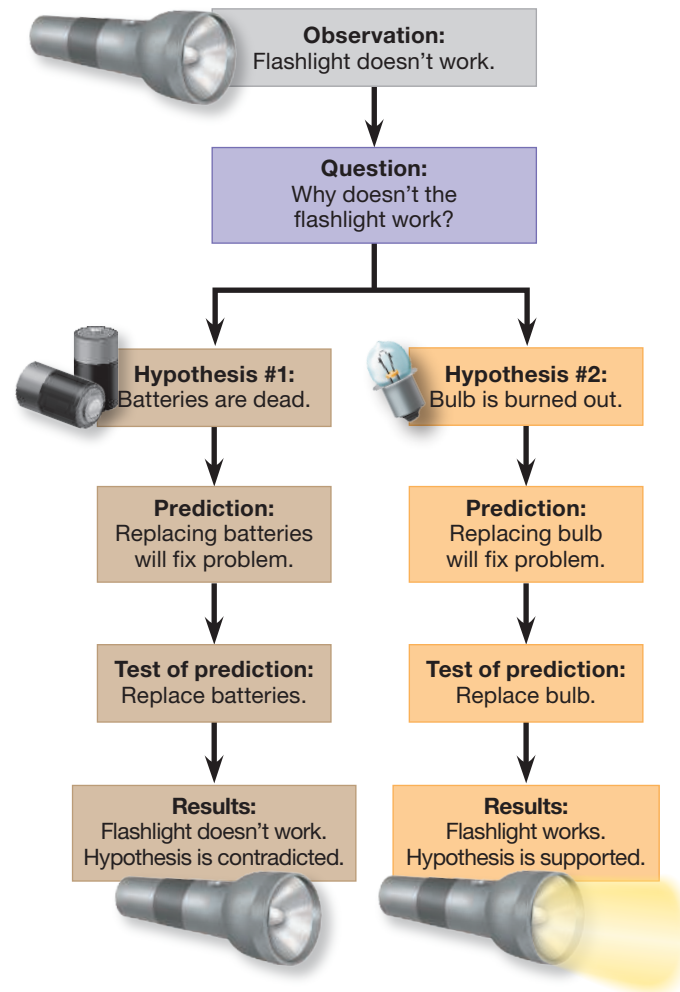 Observation:
Flashlight doesn't work.
Question:
Why doesn't the
flashlight work?
Hypothesis #1:
Batteries are dead.
Prediction:
Replacing batteries
will fix problem.
Test of prediction:
Replace batteries.
Results:
Flashlight doesn't work.
Hypothesis is contradicted.
Hypothesis #2:
Bulb is burned out.
Prediction:
Replacing bulb
will fix problem.
Test of prediction:
Replace bulb.
Results:
Flashlight works.
Hypothesis is supported.